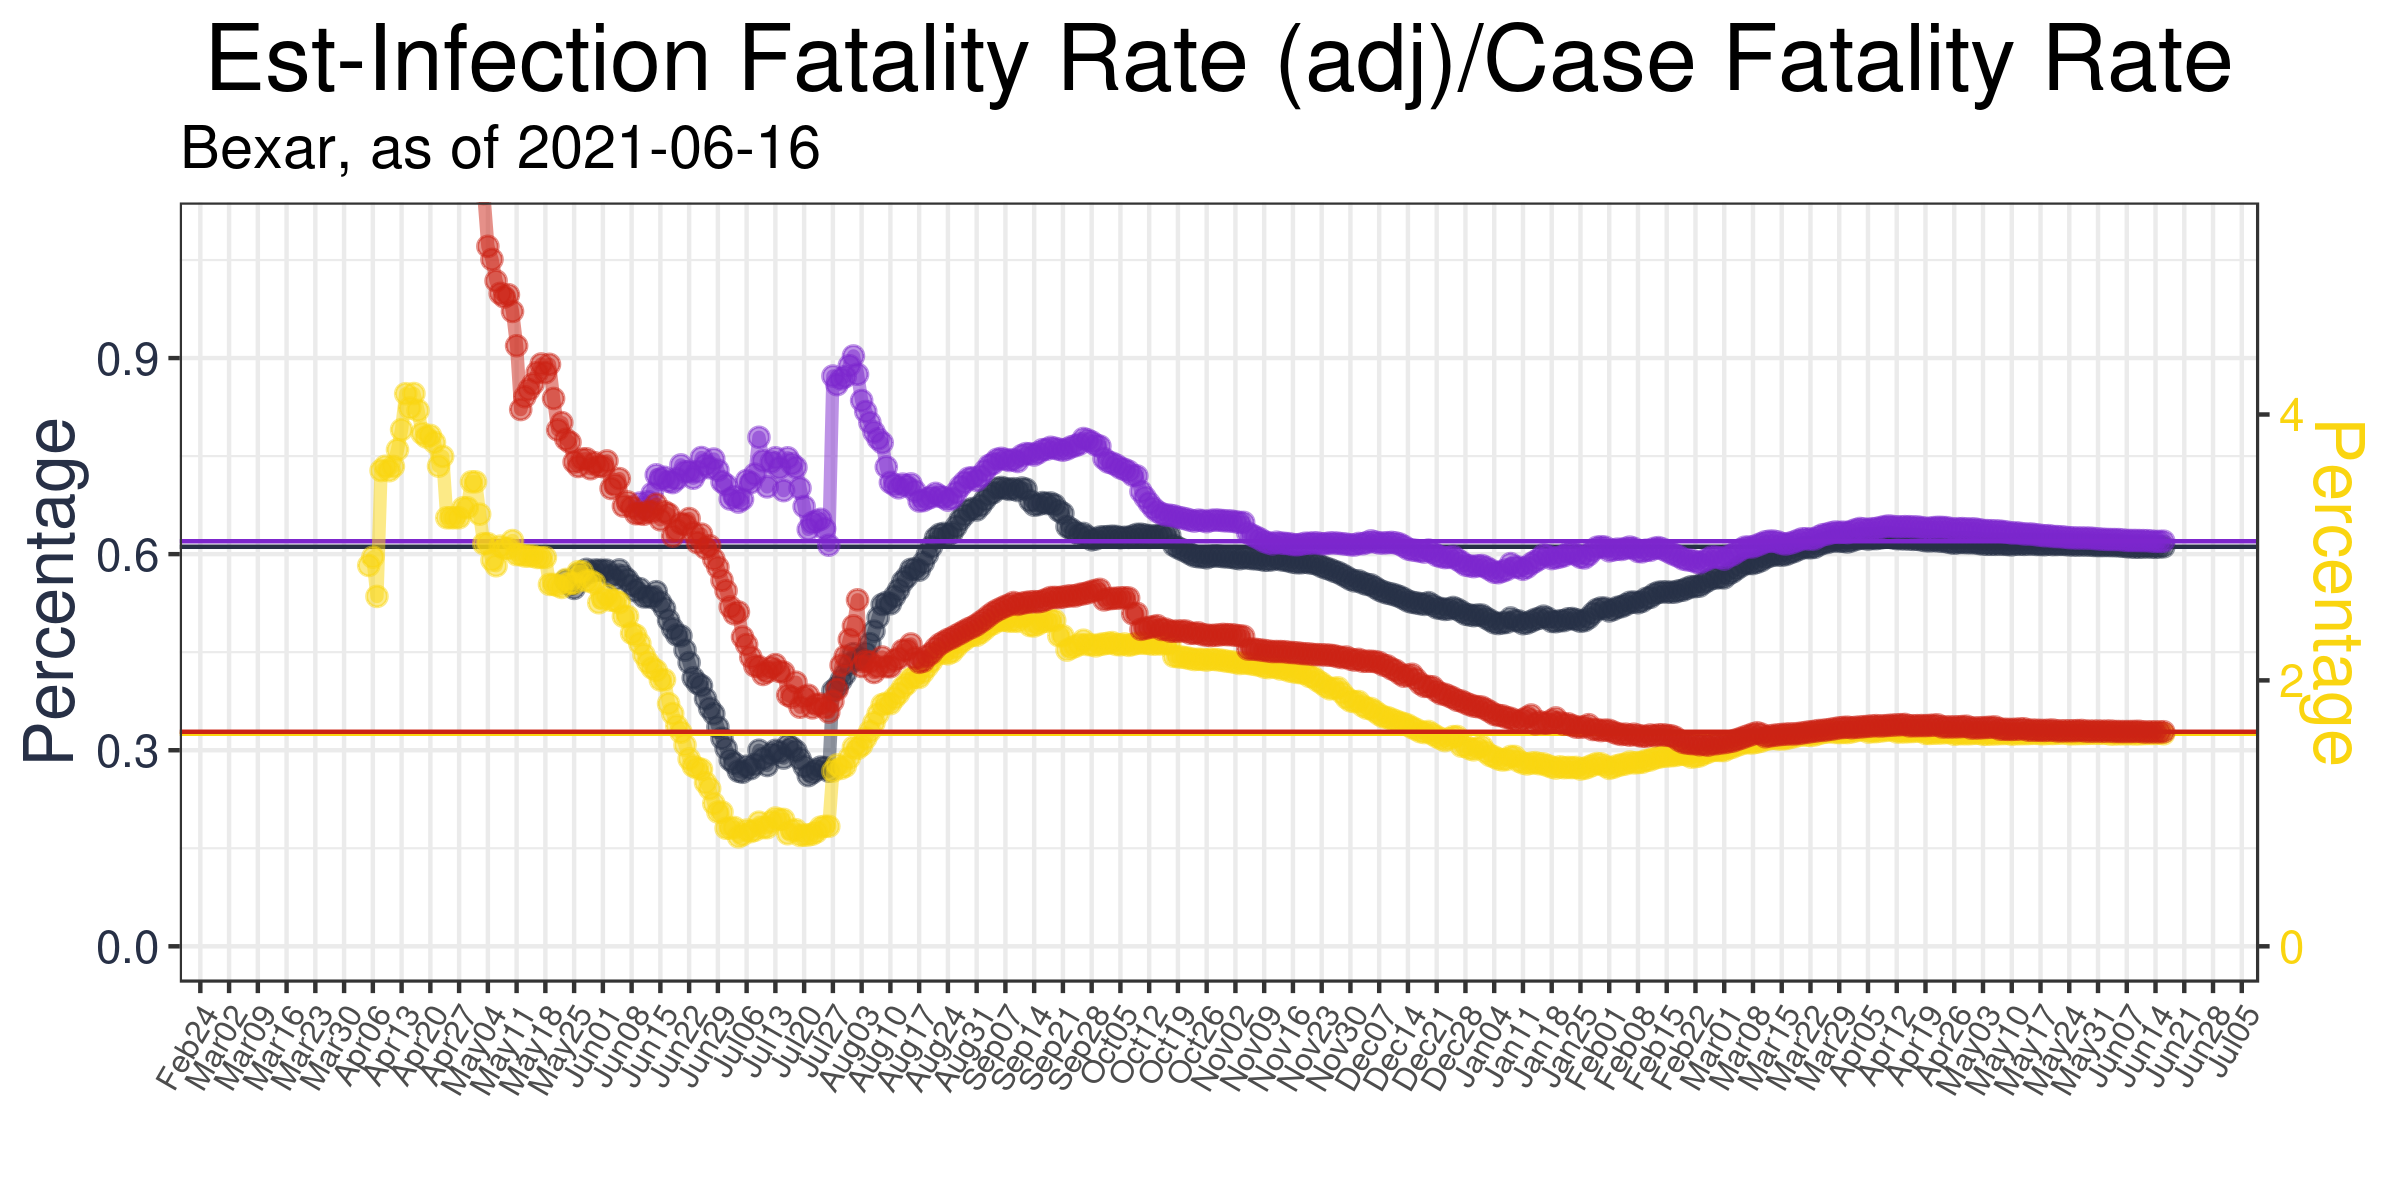 Est-Infection Fatality Rate (adj)/Case Fatality Rate
Bexar, as of 2021-06-16
Percentage
0.9
0.6
0.3
0.0
4
2
0
Percentage
Feb24
Mar02
Mar09
Mar16
Mar23
Mar30
Apr06
Apr13
Apr20
Apr27
May04
May11
May18
May25
Jun01
Jun08
Jun15
Jun22
Jun29
Jul06
Jul13
Jul20
Jul27
Aug03
Aug10
Aug17
Aug24
Aug31
Sep07
Sep14
Sep21
Sep28
Oct05
Oct12
Oct19
Oct26
Nov02
Nov09
Nov16
Nov23
Nov30
Dec07
Dec14
Dec21
Dec28
Jan04
Jan11
Jan18
Jan25
Feb01
Feb08
Feb15
Feb22
Mar01
Mar08
Mar15
Mar22
Mar29
Apr05
Apr12
Apr19
Apr26
May03
May10
May17
May24
May31
Jun07
Jun14
Jun21
Jun28
Jul05